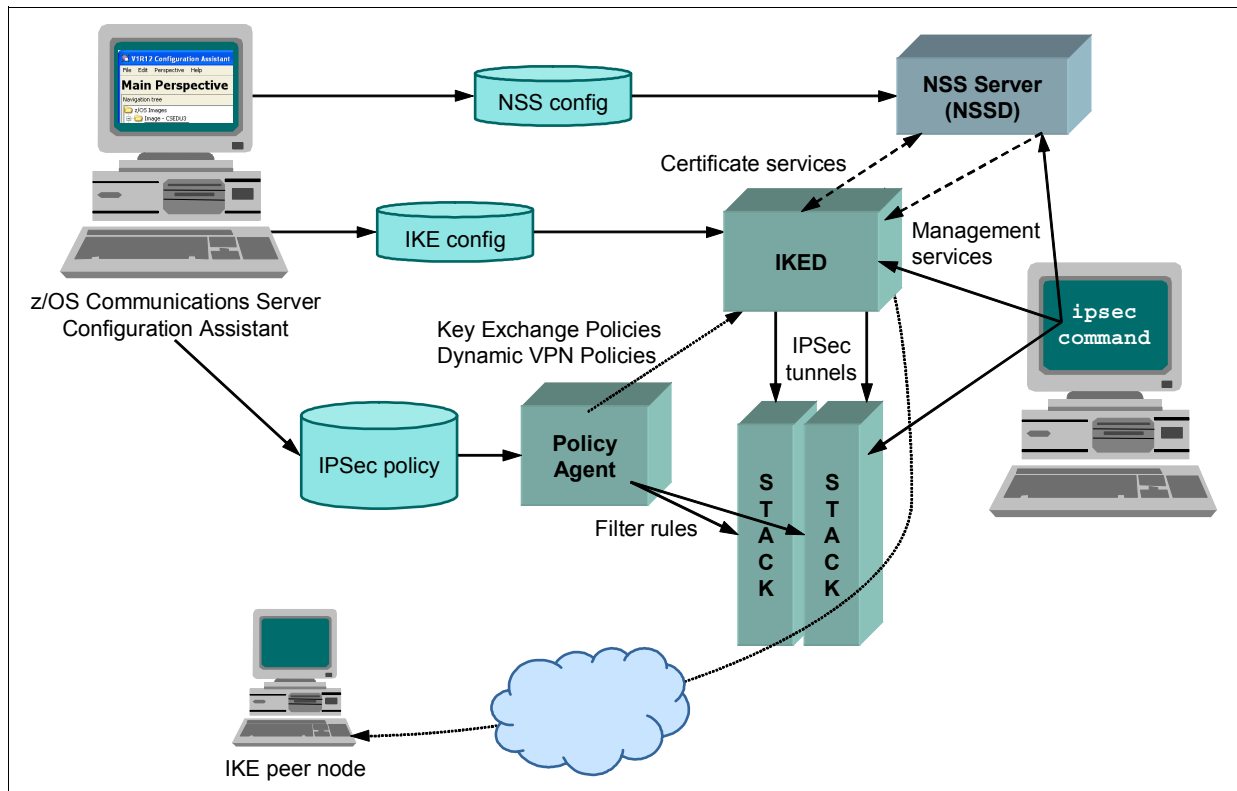 V1R12 Configuration Assistant
File Edit Perspective Help
Main Perspective
Navigation tree
z/OS Images
Image - CSEDU3
NSS config
NSS Server
(NSSD)
Certificate services
IKE config
IKED
Management
services
z/OS Communications Server
Configuration Assistant
ipsec
command
Key Exchange Policies
Dynamic VPN Policies
IPSec
tunnels
IPSec policy
Policy
Agent
Filter rules
STACK
STACK
IKE peer node